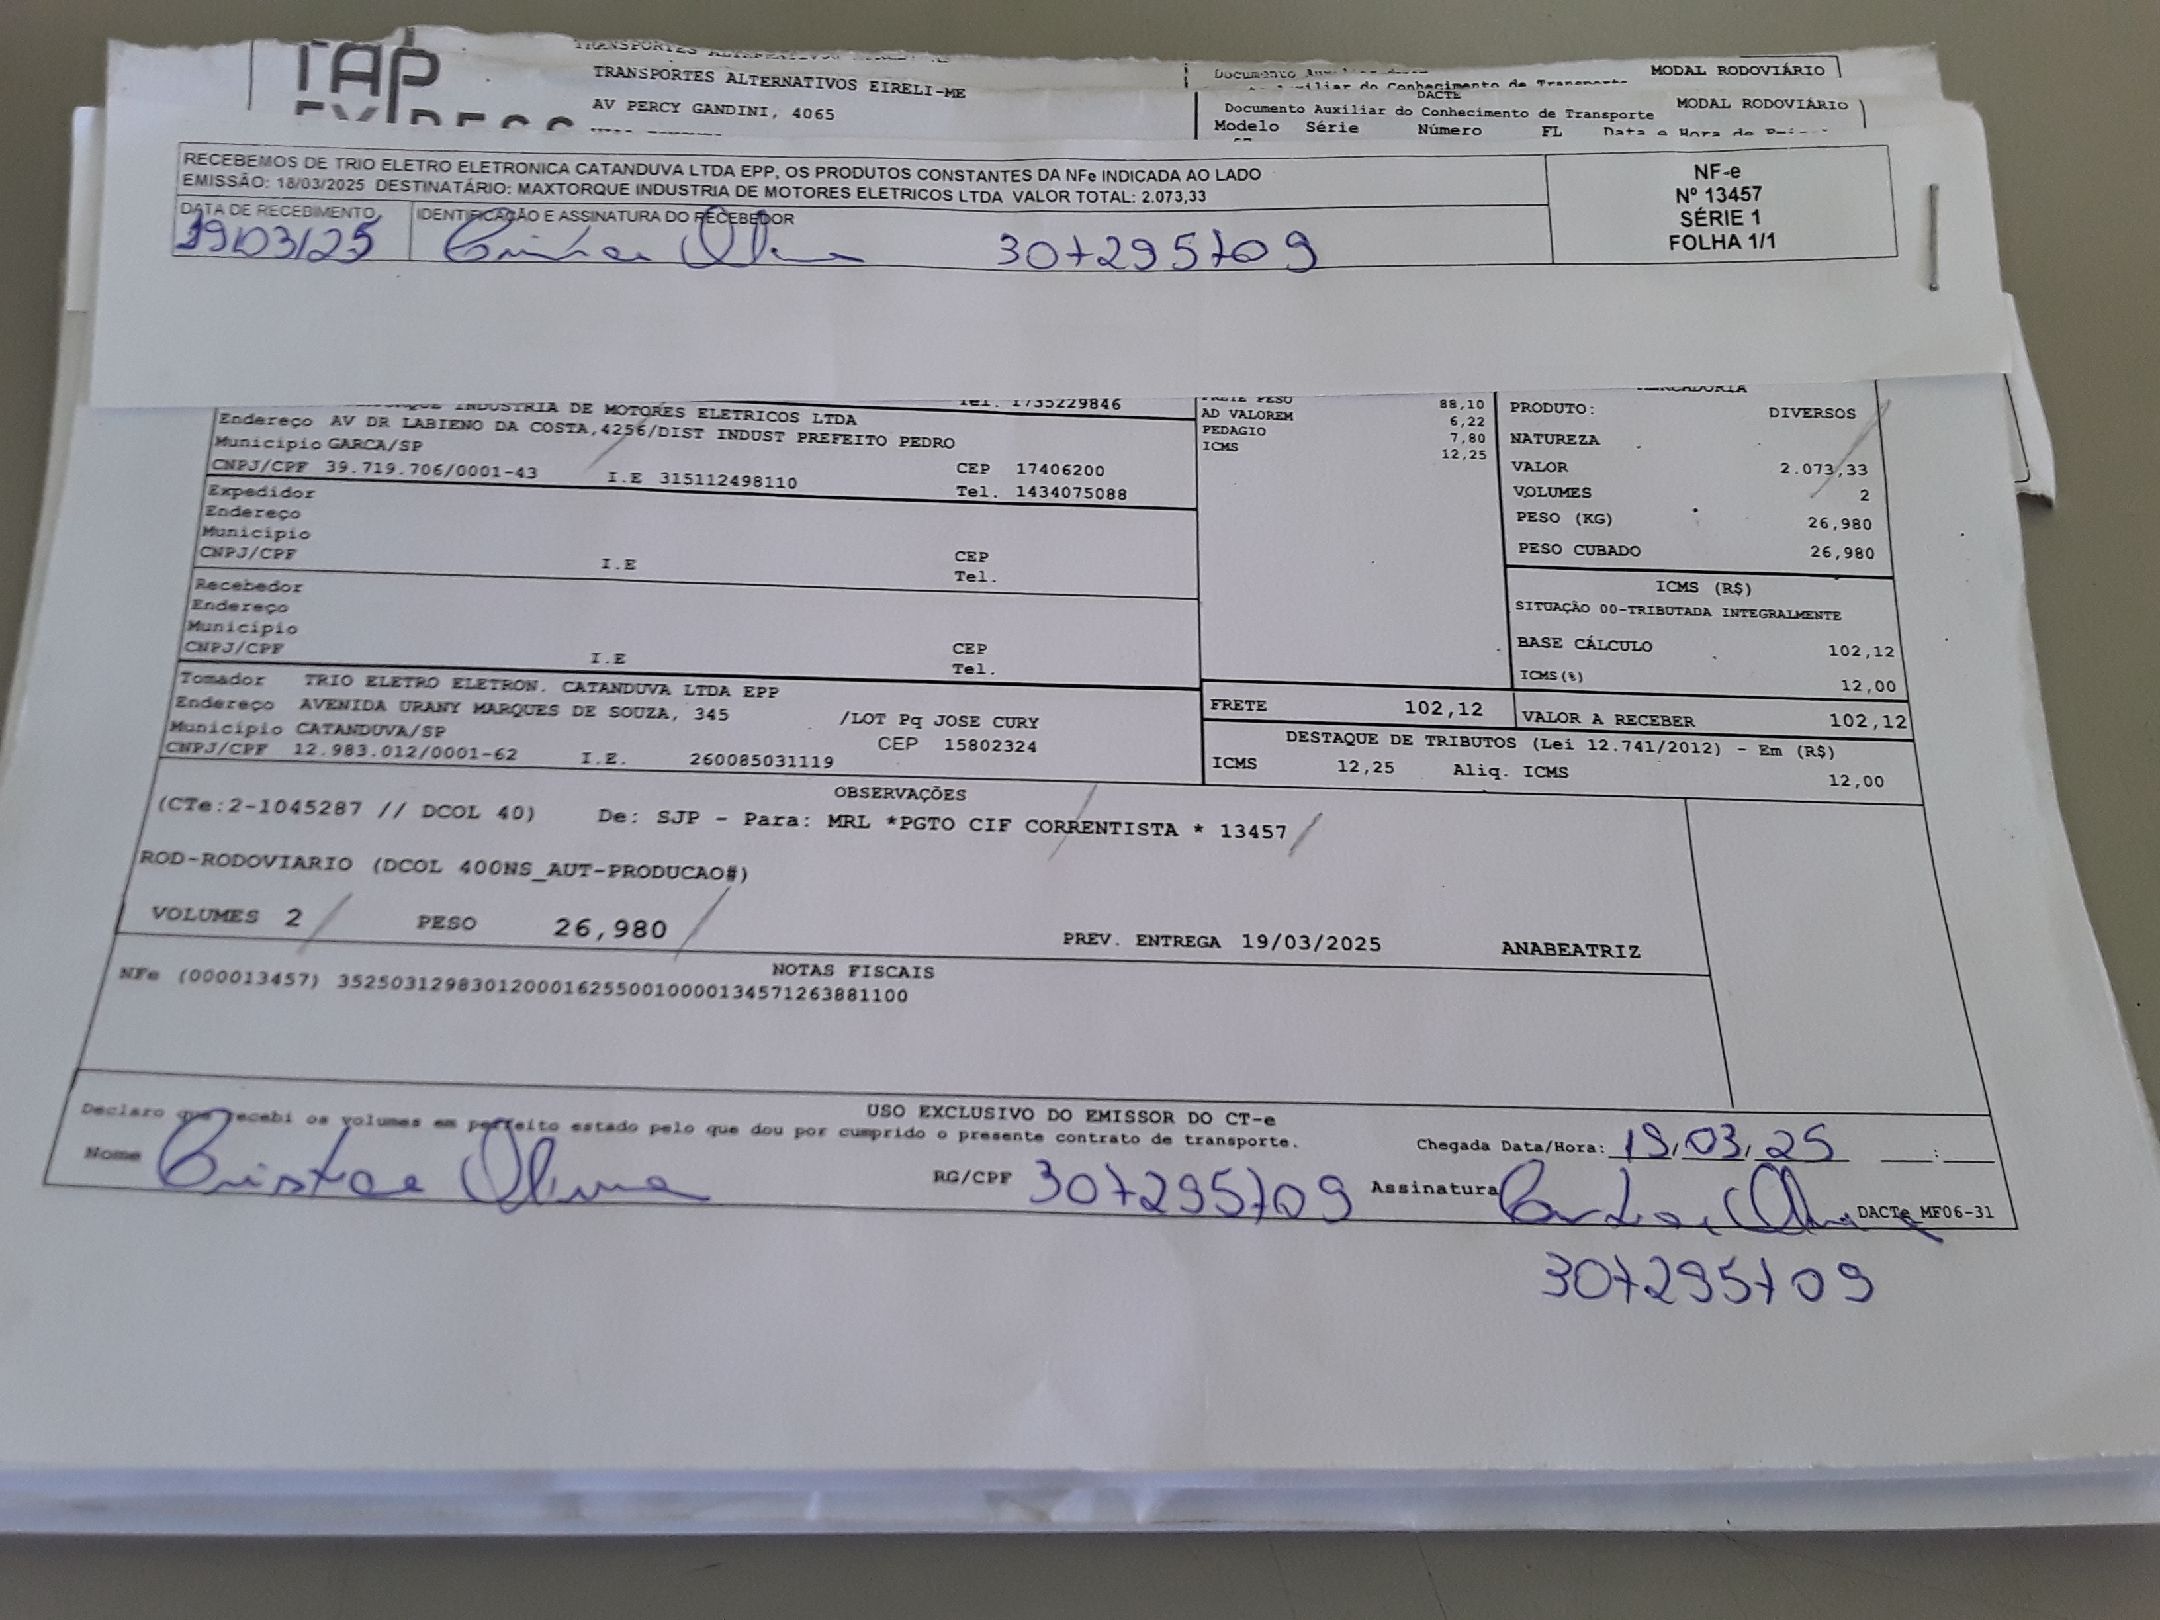 TAP
TRANSPORTES ALTERNATIVOS EIRELI-ME
AV PERCY GANDINI, 4065
MODAL RODOVIÁRIO
DACTE
Documento Auxiliar do Conhecimento de Transporte
MODAL RODOVIÁRIO
Modelo Série Número FL Data e Hora de
RECEBEMOS DE TRIO ELETRO ELETRONICA CATANDUVA LTDA EPP, OS PRODUTOS CONSTANTES DA NFe INDICADA AO LADO
EMISSÃO: 18/03/2025 DESTINATÁRIO: MAXTORQUE INDUSTRIA DE MOTORES ELETRICOS LTDA VALOR TOTAL: 2.073,33
NF-e
Nº 13457
SÉRIE 1
FOLHA 1/1
DATA DE RECEBIMENTO
IDENTIFICAÇÃO E ASSINATURA DO RECEBEDOR
19/03/25 307295709
INDUSTRIA DE MOTORES ELETRICOS LTDA
Tel. 1735229846
Endereço AV DR LABIENO DA COSTA,4256/DIST INDUST PREFEITO PEDRO
Município GARCA/SP
CEP 17406200
CNPJ/CPF 39.719.706/0001-43 I.E 315112498110
Tel. 1434075088
Expedidor
Endereço
Município
CNPJ/CPF I.E CEP
Tel.
Recebedor
Endereço
Município
CNPJ/CPF I.E CEP
Tel.
Tomador TRIO ELETRO ELETRON. CATANDUVA LTDA EPP
Endereço AVENIDA URANY MARQUES DE SOUZA, 345 /LOT Pq JOSE CURY
Município CATANDUVA/SP CEP 15802324
CNPJ/CPF 12.983.012/0001-62 I.E. 260085031119
FRETE PESO 88,10
AD VALOREM 6,22
PEDAGIO 7,80
ICMS 12,25
MERCADORIA
PRODUTO: DIVERSOS
NATUREZA
VALOR 2.073,33
VOLUMES 2
PESO (KG) 26,980
PESO CUBADO 26,980
ICMS (R$)
SITUAÇÃO 00-TRIBUTADA INTEGRALMENTE
BASE CÁLCULO 102,12
ICMS(%) 12,00
FRETE 102,12
VALOR A RECEBER 102,12
DESTAQUE DE TRIBUTOS (Lei 12.741/2012) - Em (R$)
ICMS 12,25 Aliq. ICMS 12,00
OBSERVAÇÕES
(CTe:2-1045287 // DCOL 40) De: SJP - Para: MRL *PGTO CIF CORRENTISTA * 13457
ROD-RODOVIARIO (DCOL 400NS_AUT-PRODUCAO#)
VOLUMES 2 PESO 26,980
PREV. ENTREGA 19/03/2025 ANABEATRIZ
NOTAS FISCAIS
NFe (000013457) 35250312983012000162550010000134571263881100
USO EXCLUSIVO DO EMISSOR DO CT-e
Declaro que recebi os volumes em perfeito estado pelo que dou por cumprido o presente contrato de transporte.
Chegada Data/Hora: 19/03/25 :
Nome RG/CPF 307295709 Assinatura
DACTe MF06-31
307295709